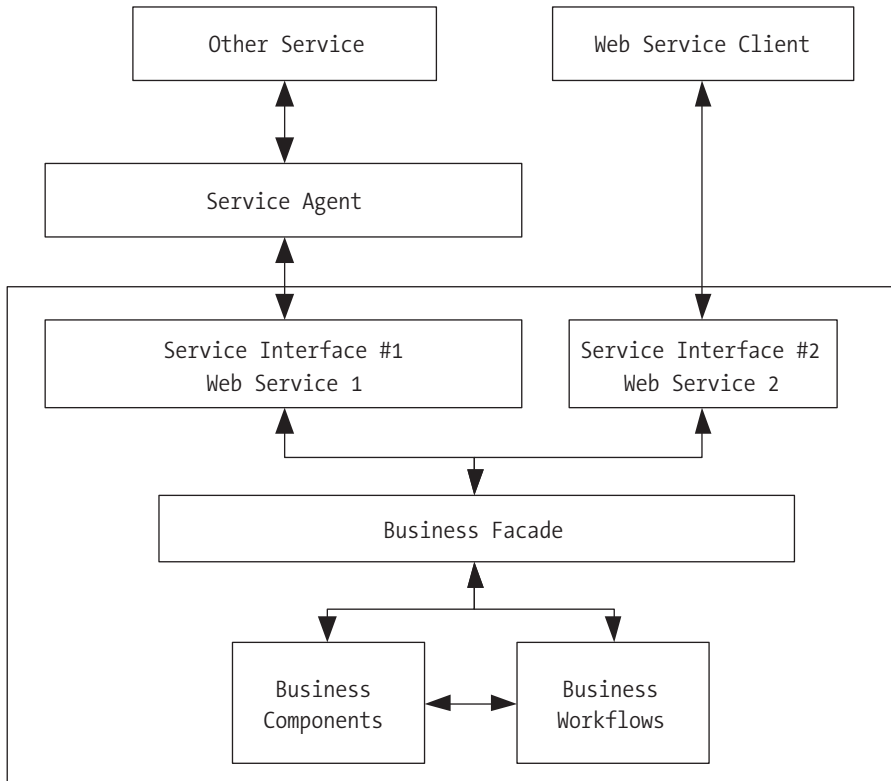 Other Service
Web Service Client
Service Agent
Service Interface #1
Web Service 1
Service Interface #2
Web Service 2
Business Facade
Business
Components
Business
Workflows